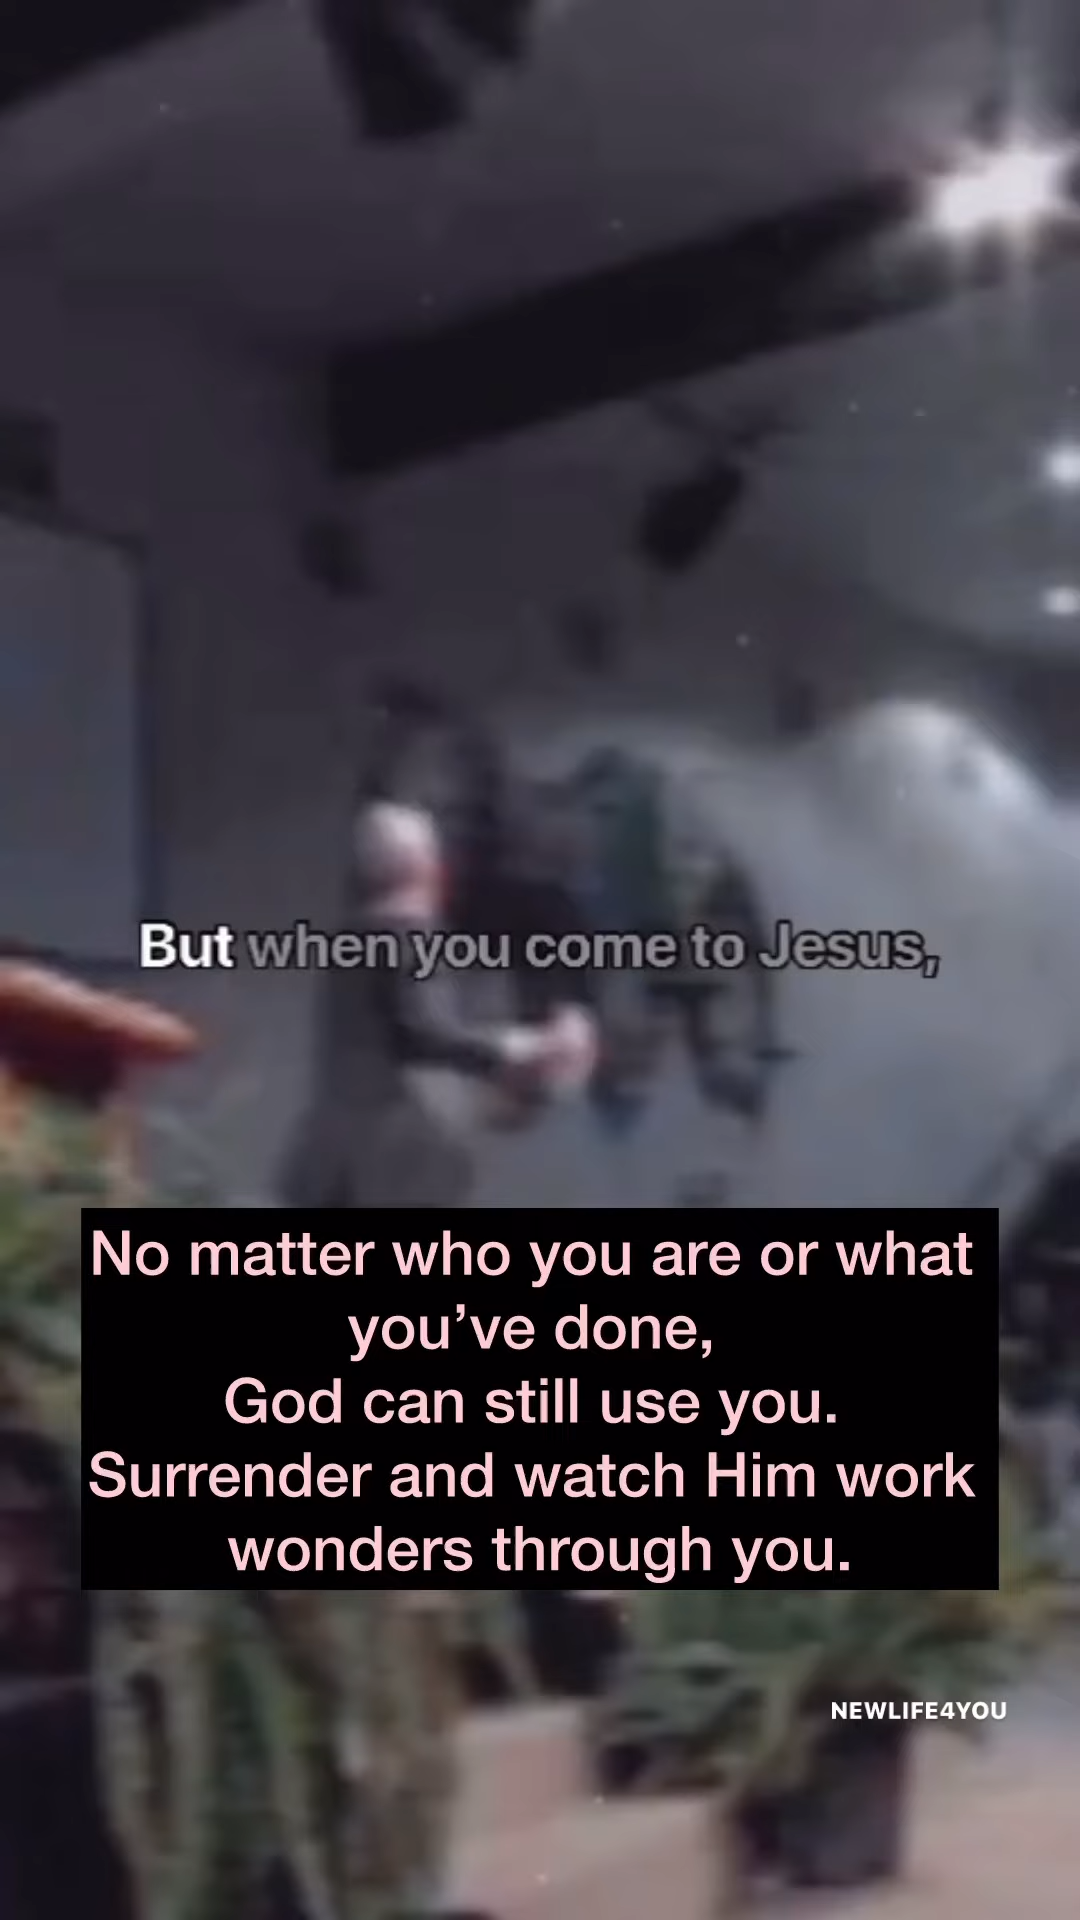 But when you come to Jesus,
No matter who you are or what
you’ve done,
God can still use you.
Surrender and watch Him work
wonders through you.
NEWLIFE4YOU